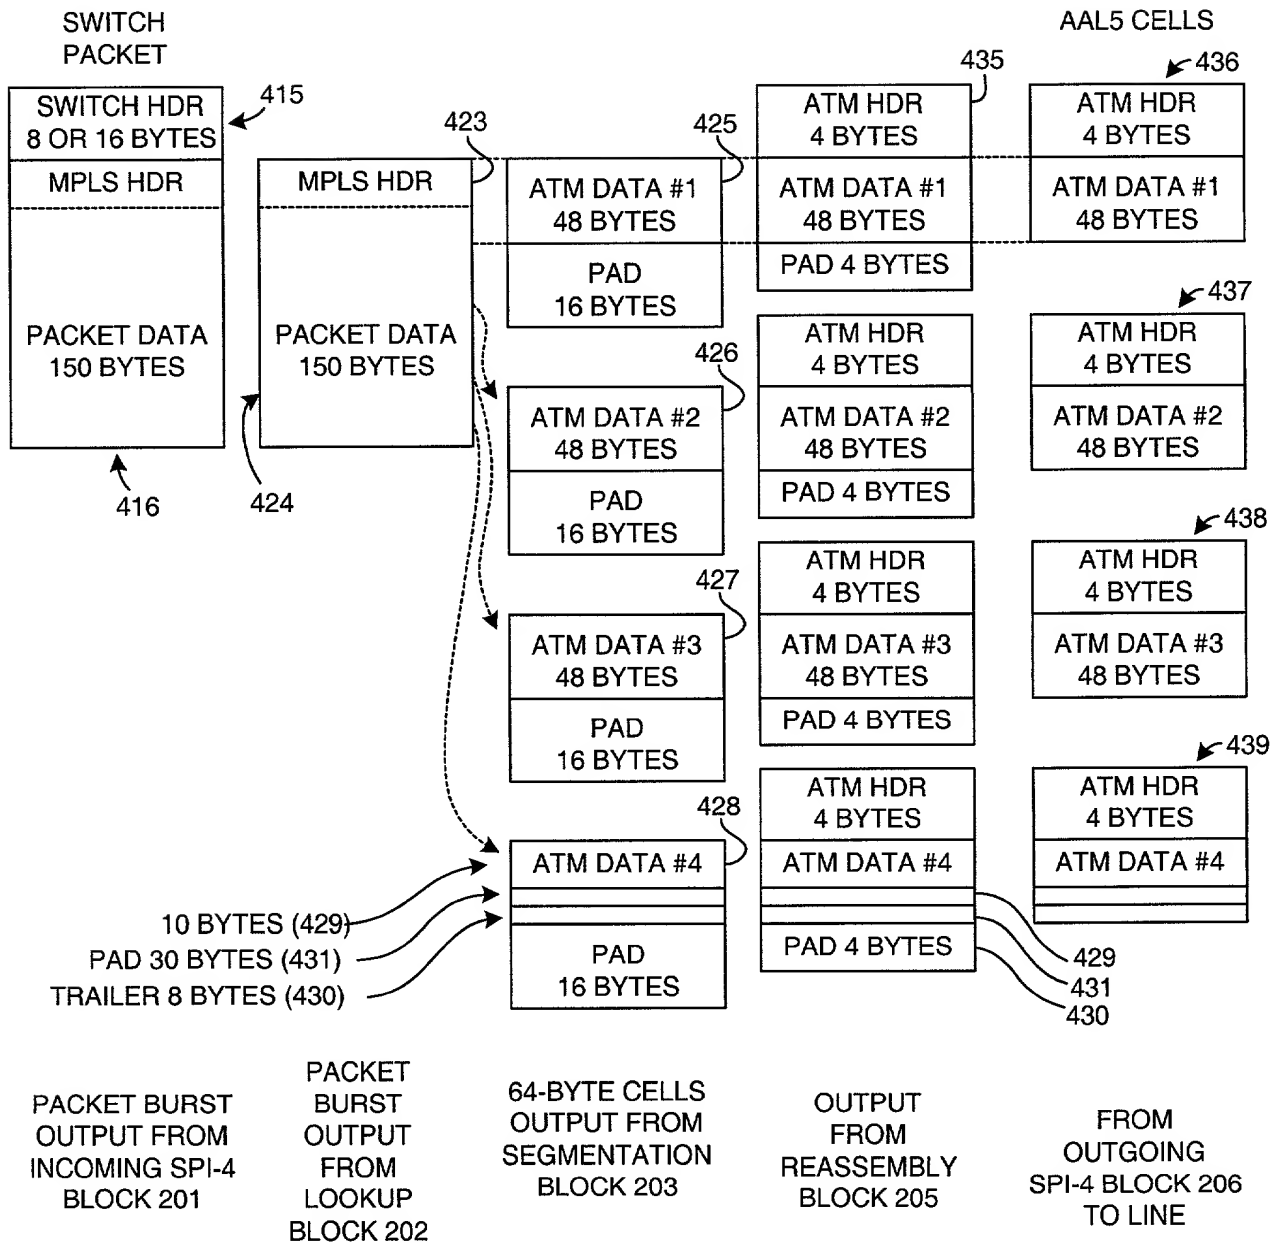 SWITCH
PACKET
SWITCH HDR
8 OR 16 BYTES
415
MPLS HDR
PACKET DATA
150 BYTES
416
MPLS HDR
423
PACKET DATA
150 BYTES
424
425
ATM DATA #1
48 BYTES
PAD
16 BYTES
426
ATM DATA #2
48 BYTES
PAD
16 BYTES
427
ATM DATA #3
48 BYTES
PAD
16 BYTES
428
ATM DATA #4
PAD
16 BYTES
10 BYTES (429)
PAD 30 BYTES (431)
TRAILER 8 BYTES (430)
435
ATM HDR
4 BYTES
ATM DATA #1
48 BYTES
PAD 4 BYTES
ATM HDR
4 BYTES
ATM DATA #2
48 BYTES
PAD 4 BYTES
ATM HDR
4 BYTES
ATM DATA #3
48 BYTES
PAD 4 BYTES
ATM HDR
4 BYTES
ATM DATA #4
PAD 4 BYTES
429
431
430
AAL5 CELLS
436
ATM HDR
4 BYTES
ATM DATA #1
48 BYTES
437
ATM HDR
4 BYTES
ATM DATA #2
48 BYTES
438
ATM HDR
4 BYTES
ATM DATA #3
48 BYTES
439
ATM HDR
4 BYTES
ATM DATA #4
PACKET BURST
OUTPUT FROM
INCOMING SPI-4
BLOCK 201
PACKET
BURST
OUTPUT
FROM
LOOKUP
BLOCK 202
64-BYTE CELLS
OUTPUT FROM
SEGMENTATION
BLOCK 203
OUTPUT
FROM
REASSEMBLY
BLOCK 205
FROM
OUTGOING
SPI-4 BLOCK 206
TO LINE